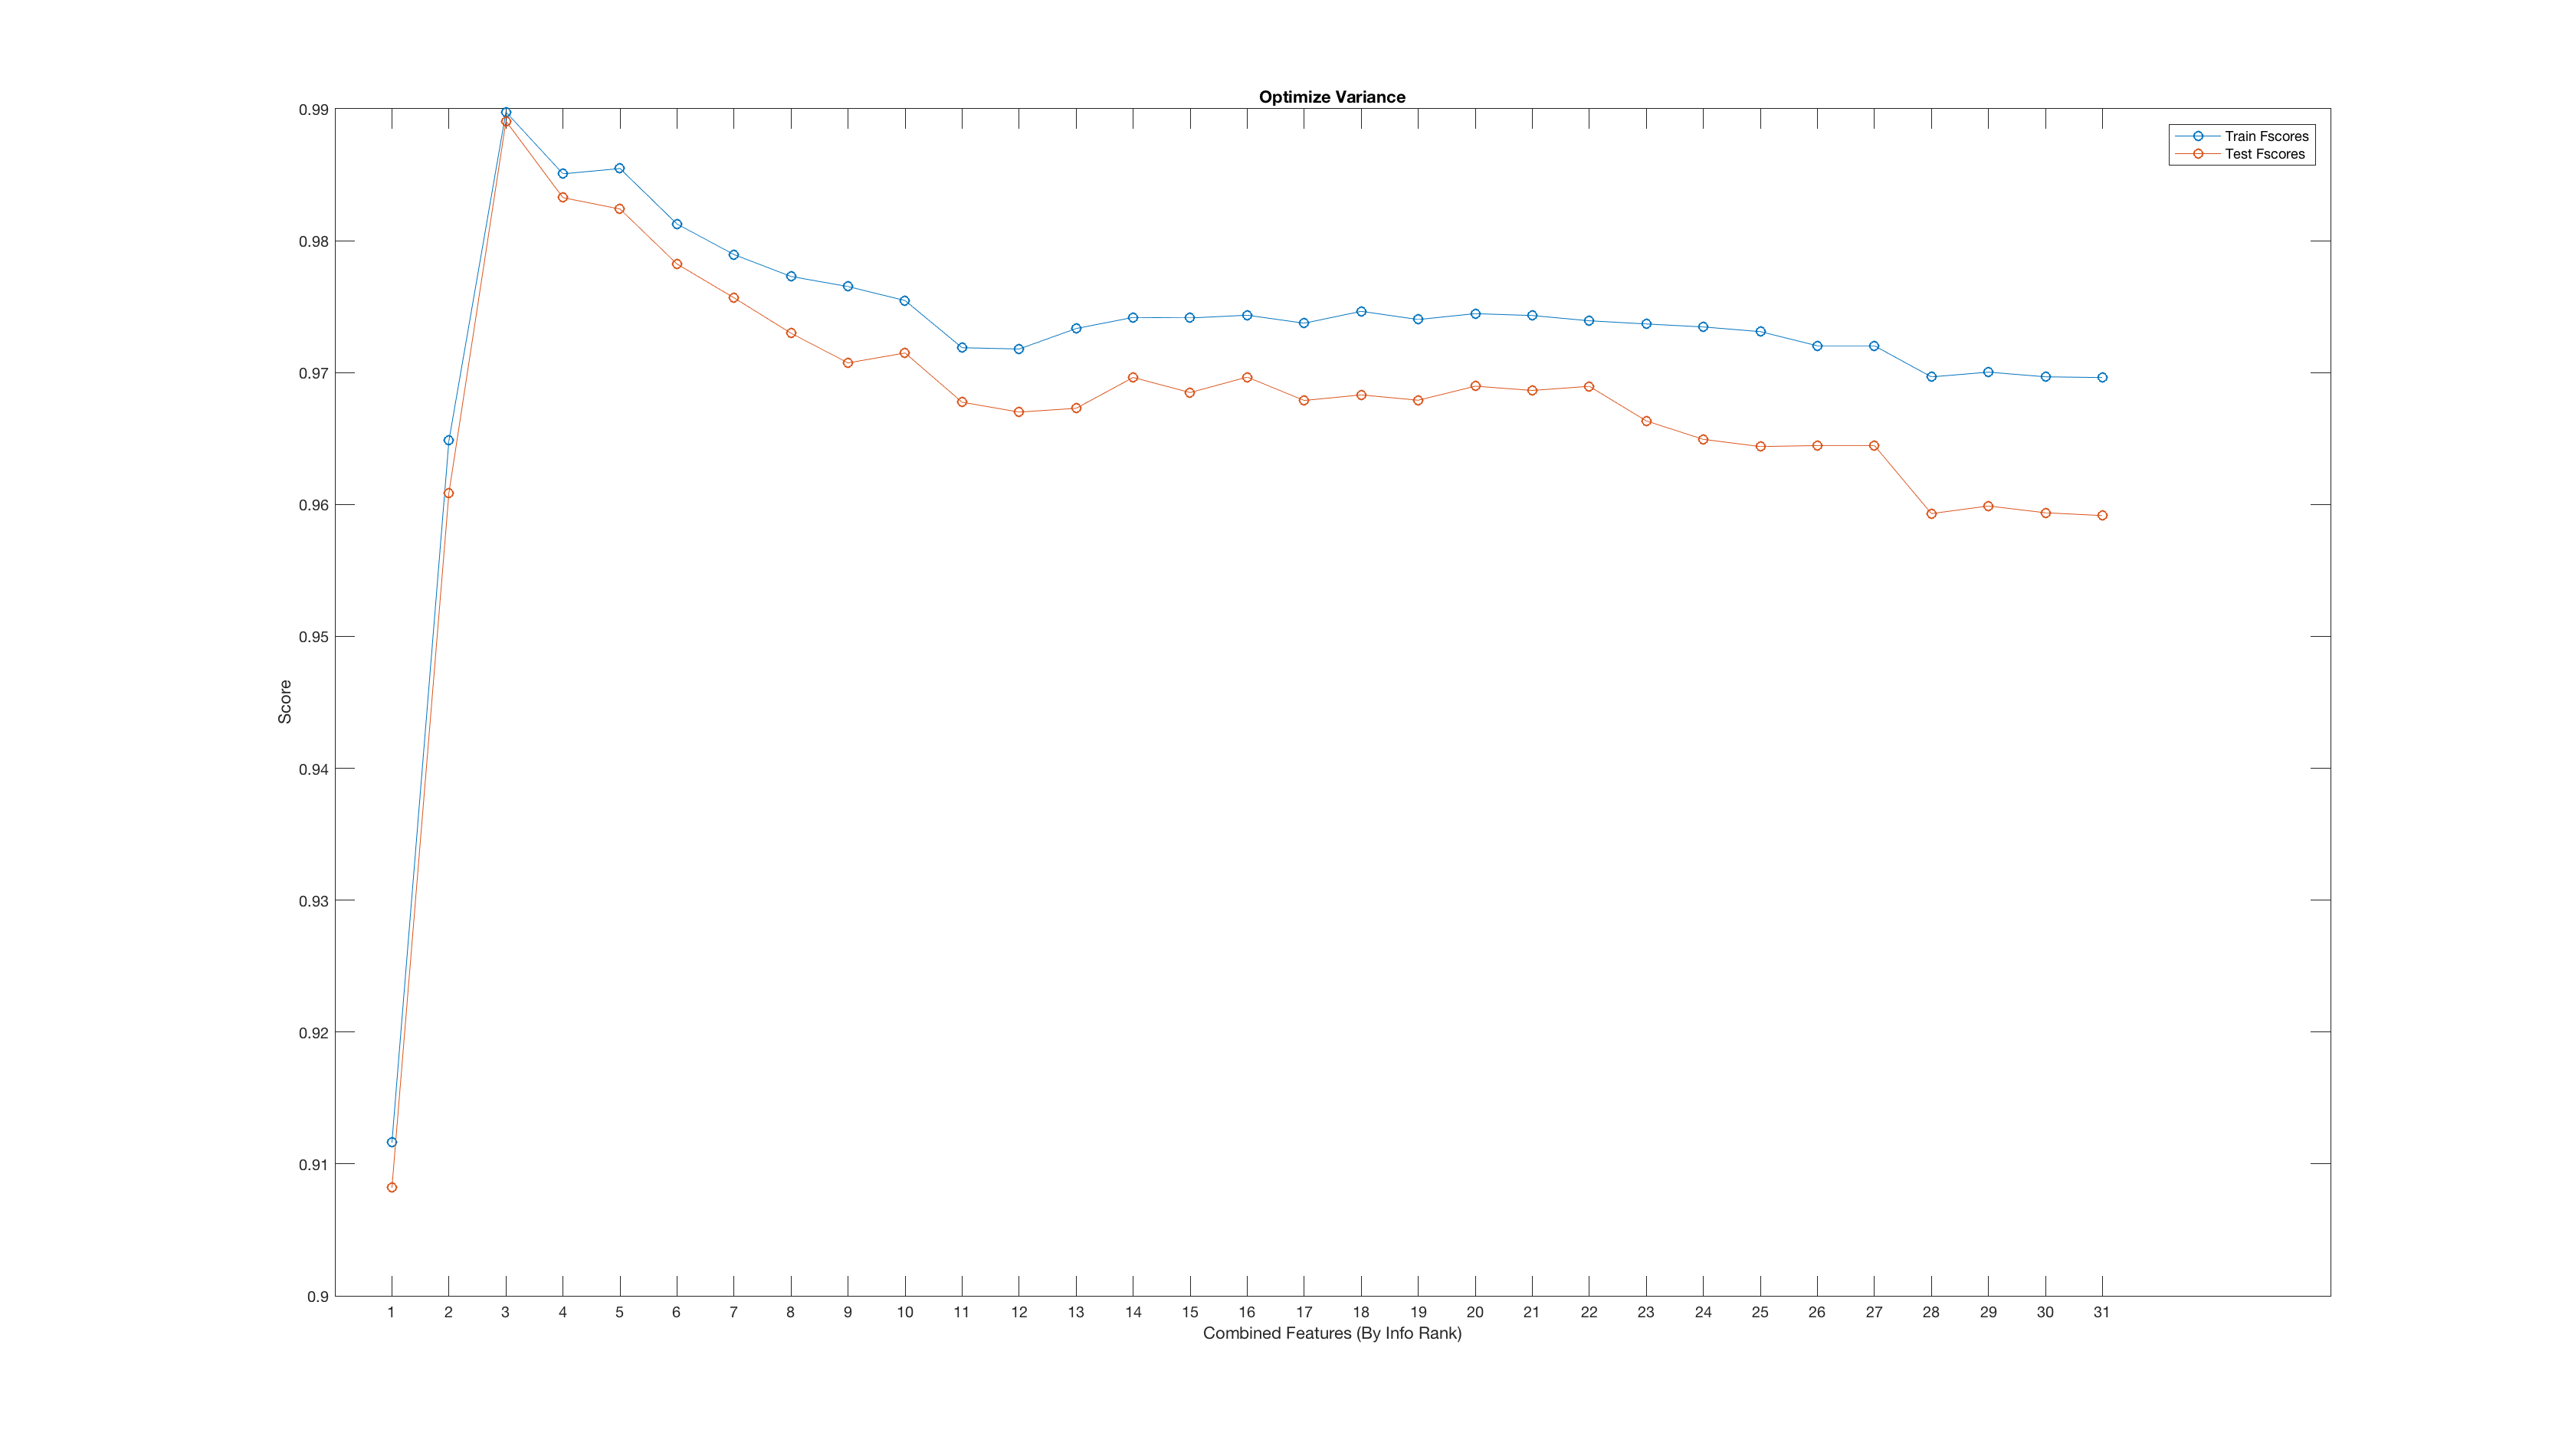 Optimize Variance
Train Fscores
Test Fscores
0.99
0.98
0.97
0.96
0.95
0.94
0.93
0.92
0.91
0.9
Score
1 2 3 4 5 6 7 8 9 10 11 12 13 14 15 16 17 18 19 20 21 22 23 24 25 26 27 28 29 30 31
Combined Features (By Info Rank)